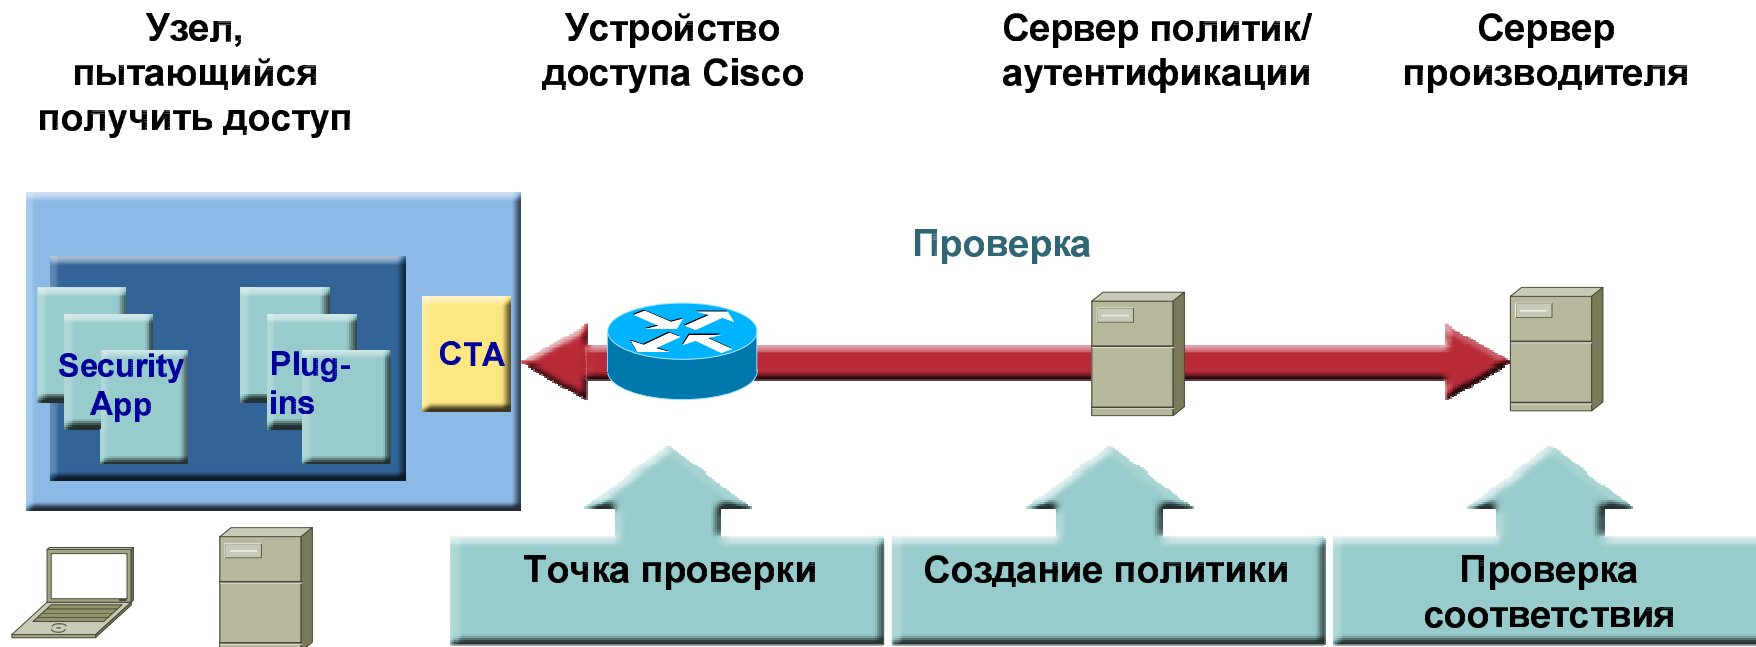 Узел,
пытающийся
получить доступ
Устройство
доступа Cisco
Сервер политик/
аутентификации
Сервер
производителя
Проверка
Security
App
Plug-
ins
CTA
Точка проверки
Создание политики
Проверка
соответствия